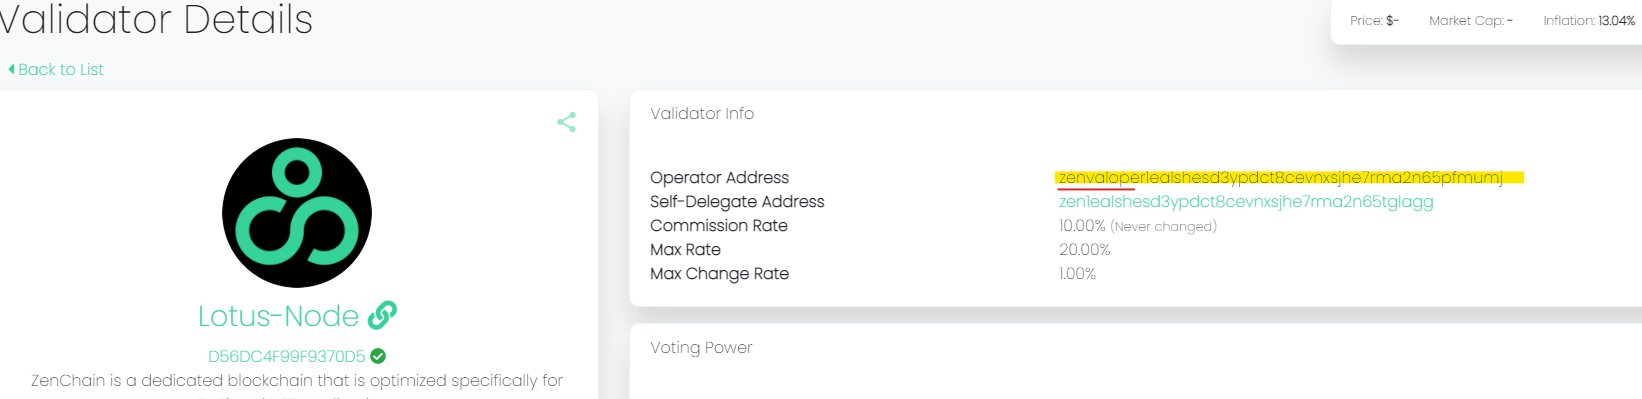 Validator Details
Price: $-
Market Cap: -
Inflation: 13.04%
Back to List
Lotus-Node
D56DC4F99F9370D5
ZenChain is a dedicated blockchain that is optimized specifically for
Validator Info
Operator Address zenvaloper1ealshesd3ypdct8cevnxsjhe7rma2n65pfmumj
Self-Delegate Address zen1ealshesd3ypdct8cevnxsjhe7rma2n65tglagg
Commission Rate 10.00% (Never changed)
Max Rate 20.00%
Max Change Rate 1.00%
Voting Power